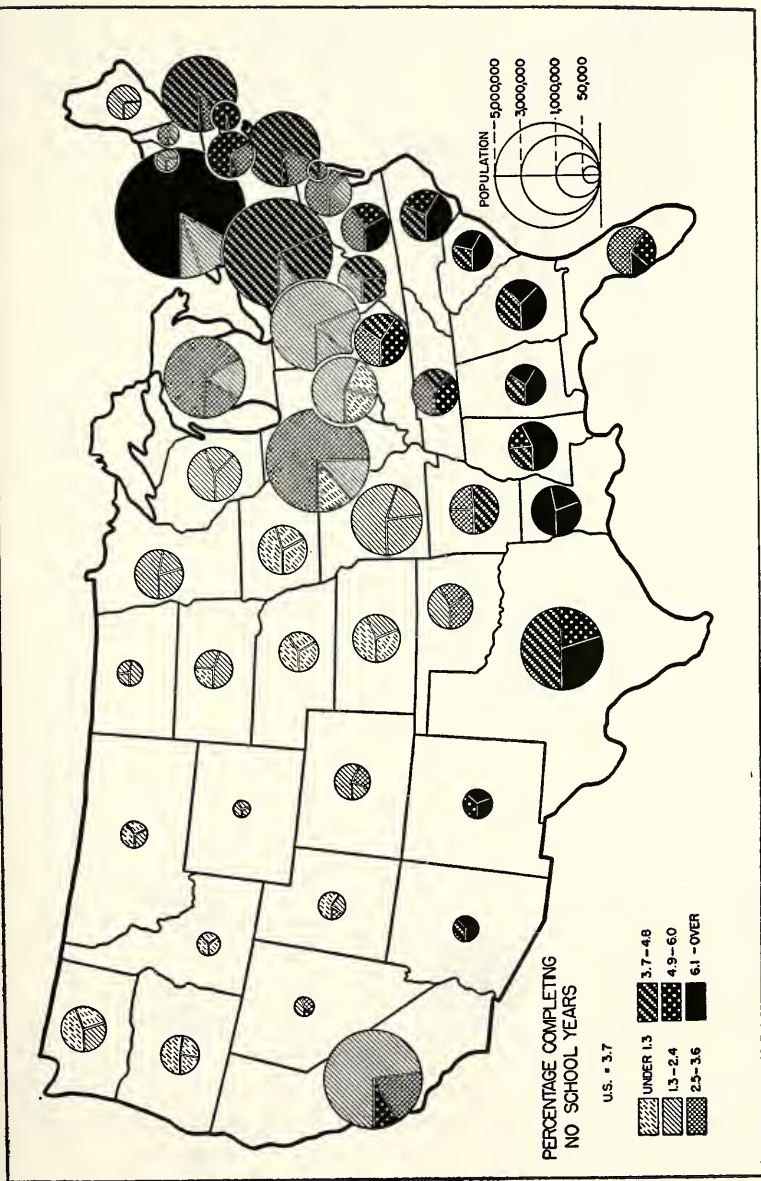 POPULATION
5,000,000
3,000,000
1,000,000
50,000
PERCENTAGE COMPLETING
NO SCHOOL YEARS
U.S. = 3.7
UNDER 1.3
1.3-2.4
2.5-3.6
3.7-4.8
4.9-6.0
6.1 - OVER